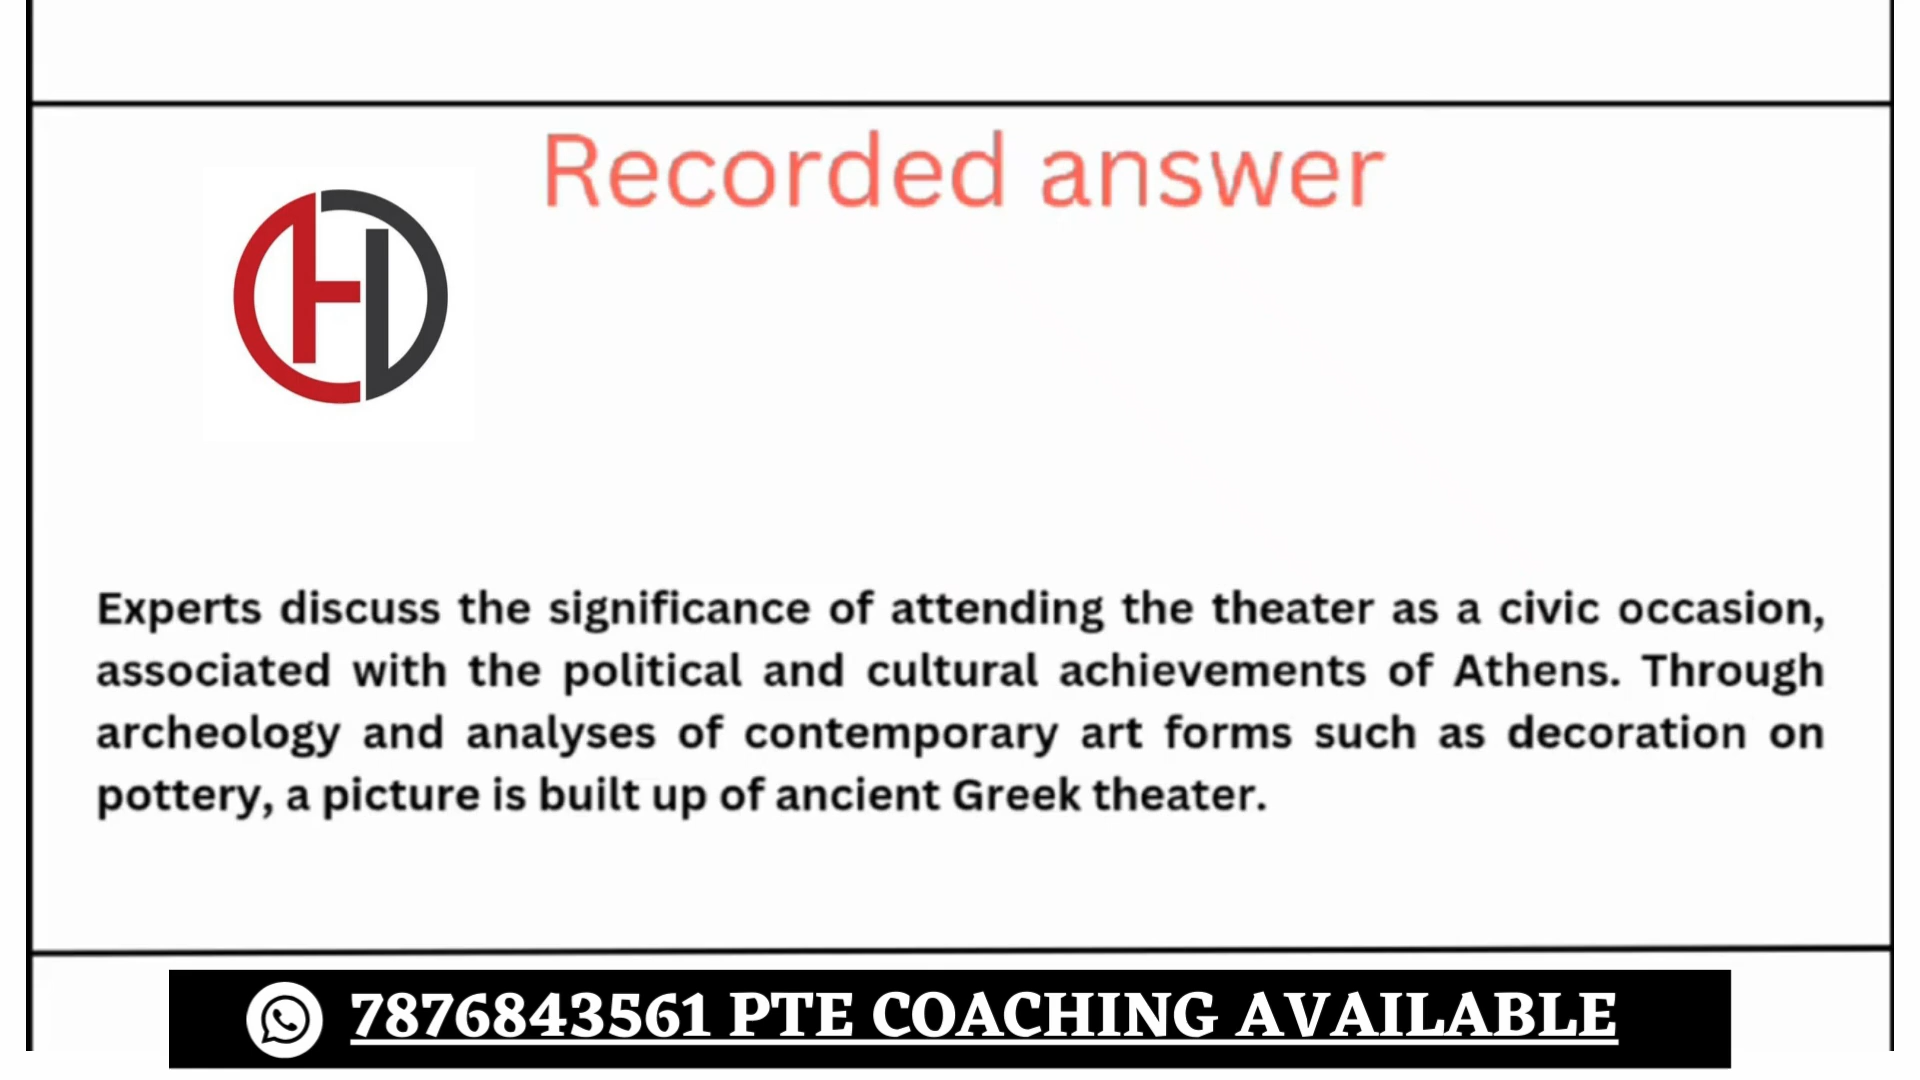 Recorded answer
Experts discuss the significance of attending the theater as a civic occasion,
associated with the political and cultural achievements of Athens. Through
archeology and analyses of contemporary art forms such as decoration on
pottery, a picture is built up of ancient Greek theater.
7876843561 PTE COACHING AVAILABLE